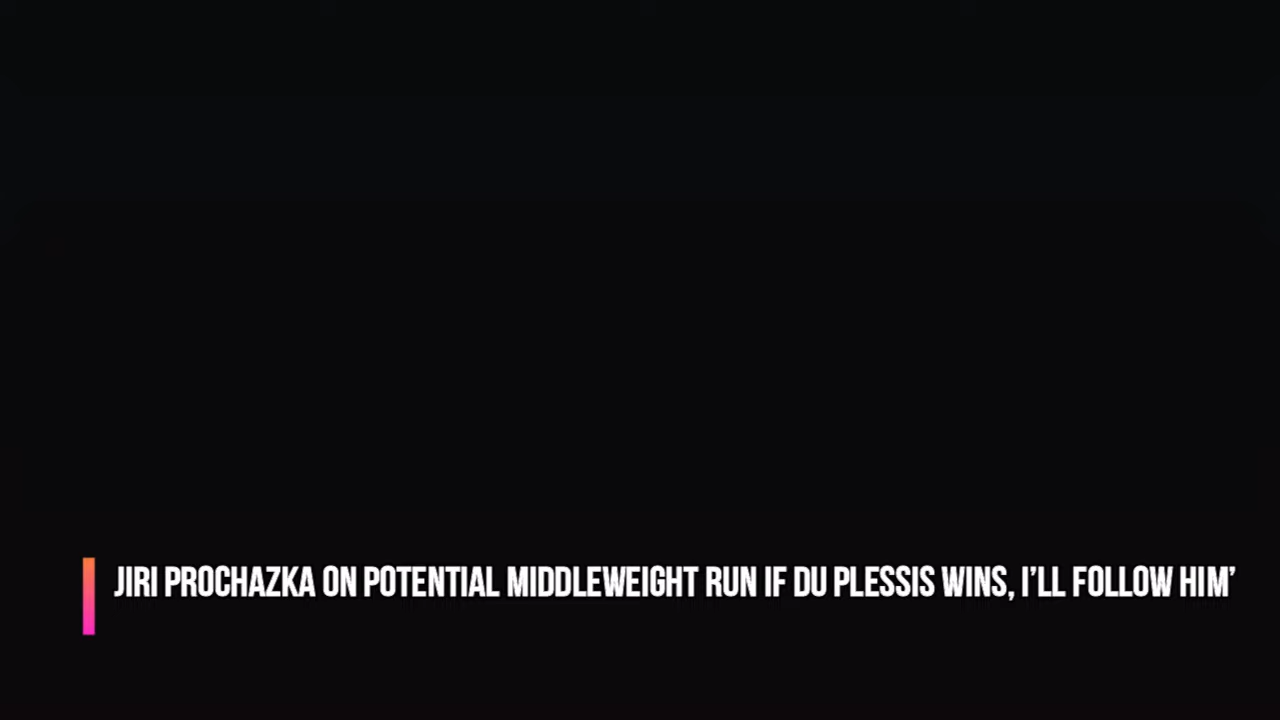 JIRI PROCHAZKA ON POTENTIAL MIDDLEWEIGHT RUN IF DU PLESSIS WINS, I’LL FOLLOW HIM’